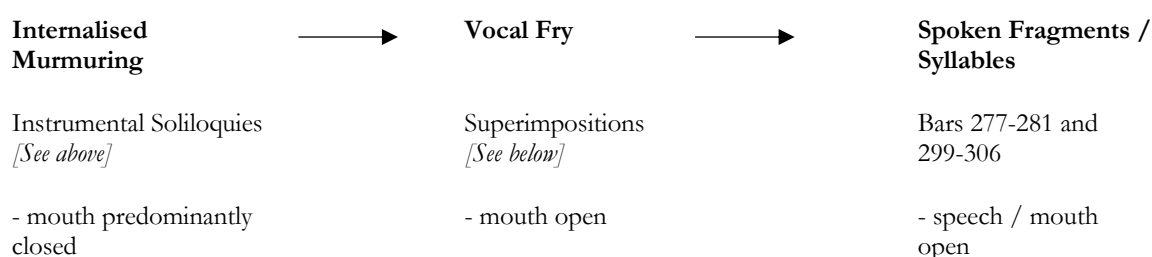 Internalised
Murmuring
Vocal Fry
Spoken Fragments /
Syllables
Instrumental Soliloquies
[See above]
Superimpositions
[See below]
Bars 277-281 and
299-306
- mouth predominantly
closed
- mouth open
- speech / mouth
open